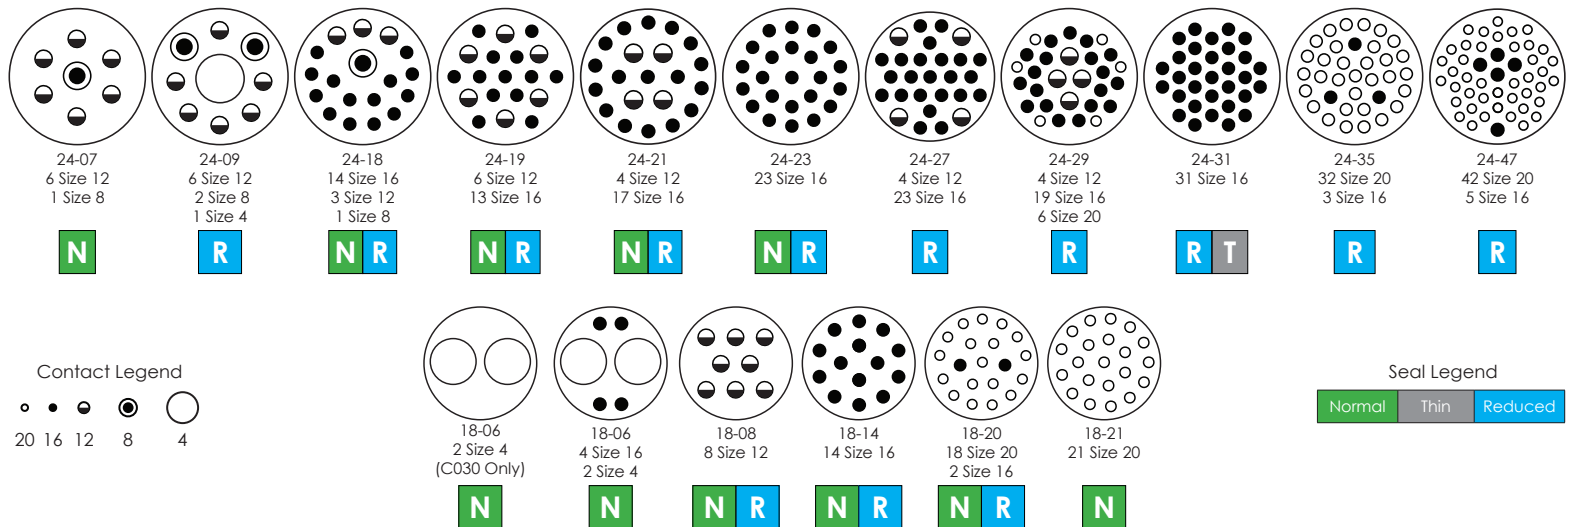 24-07
6 Size 12
1 Size 8
N
24-09
6 Size 12
2 Size 8
1 Size 4
R
24-18
14 Size 16
3 Size 12
1 Size 8
N R
24-19
6 Size 12
13 Size 16
N R
24-21
4 Size 12
17 Size 16
N R
24-23
23 Size 16
N R
24-27
4 Size 12
23 Size 16
R
24-29
4 Size 12
19 Size 16
6 Size 20
R
24-31
31 Size 16
R T
24-35
32 Size 20
3 Size 16
R
24-47
42 Size 20
5 Size 16
R
Contact Legend
20 16 12 8 4
18-06
2 Size 4
(C030 Only)
N
18-06
4 Size 16
2 Size 4
N
18-08
8 Size 12
N R
18-14
14 Size 16
N R
18-20
18 Size 20
2 Size 16
N R
18-21
21 Size 20
N
Seal Legend
Normal Thin Reduced